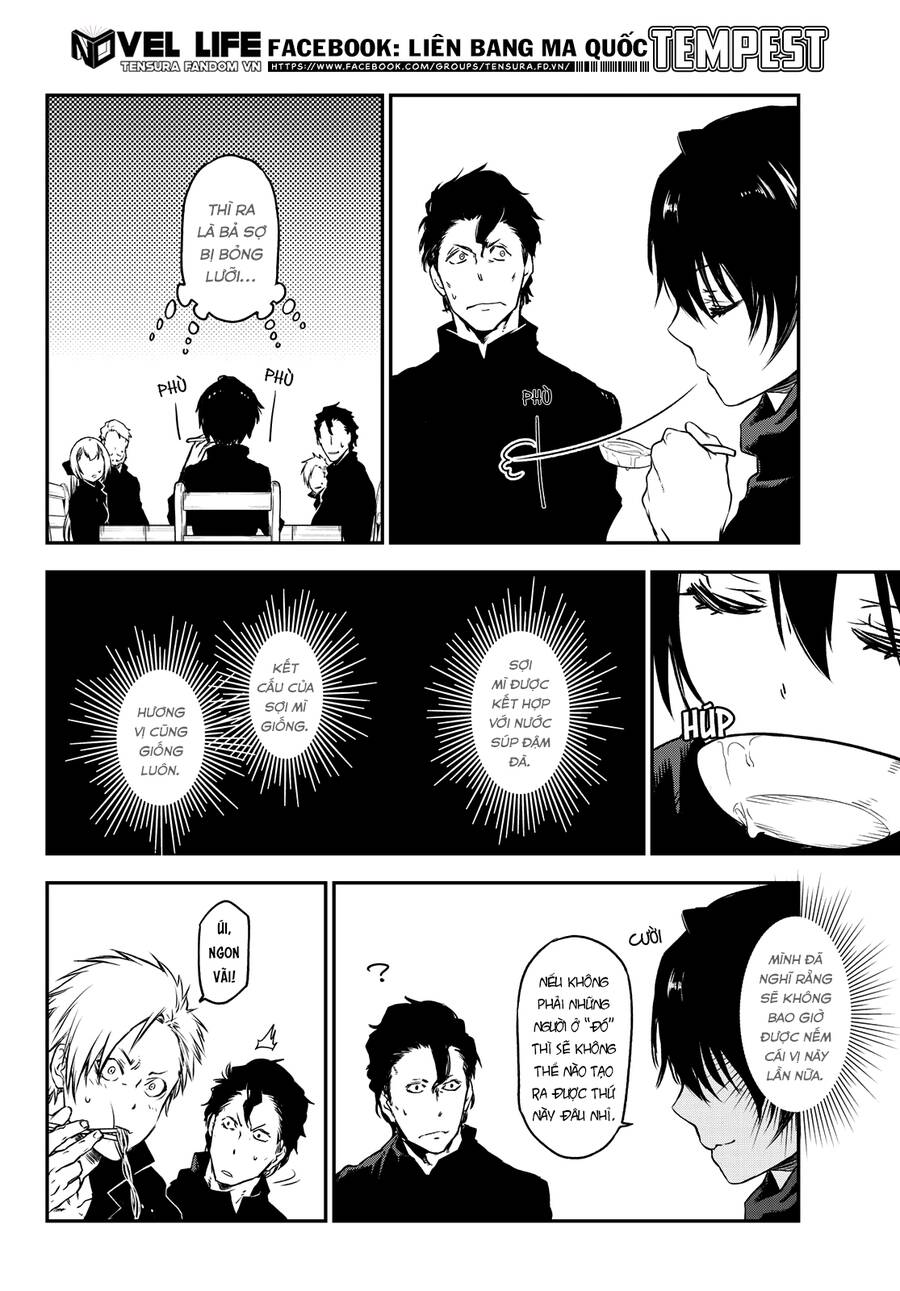 NOVEL LIFE
TENSURA FANDOM VN
FACEBOOK: LIÊN BANG MA QUỐC
HTTPS://WWW.FACEBOOK.COM/GROUPS/TENSURA.FD.VN/
TEMPEST
PHÙ
THÌ RA
LÀ BẢ SỢ
BỊ BỎNG
LƯỠI...
PHÙ
PHÙ
HÚP
SỢI
MÌ ĐƯỢC
KẾT HỢP
VỚI NƯỚC
SÚP ĐẬM
ĐÀ.
KẾT
CẤU CỦA
SỢI MÌ
GIỐNG.
HƯƠNG
VỊ CŨNG
GIỐNG
LUÔN.
MÌNH ĐÃ
NGHĨ RẰNG
SẼ KHÔNG
BAO GIỜ
ĐƯỢC NẾM
CÁI VỊ NÀY
LẦN NỮA.
CƯỜI
NẾU KHÔNG
PHẢI NHỮNG
NGƯỜI Ở "ĐÓ"
THÌ SẼ KHÔNG
THỂ NÀO TẠO
RA ĐƯỢC THỨ
NÀY ĐÂU NHỈ.
?
ÚI,
NGON
VÃI!